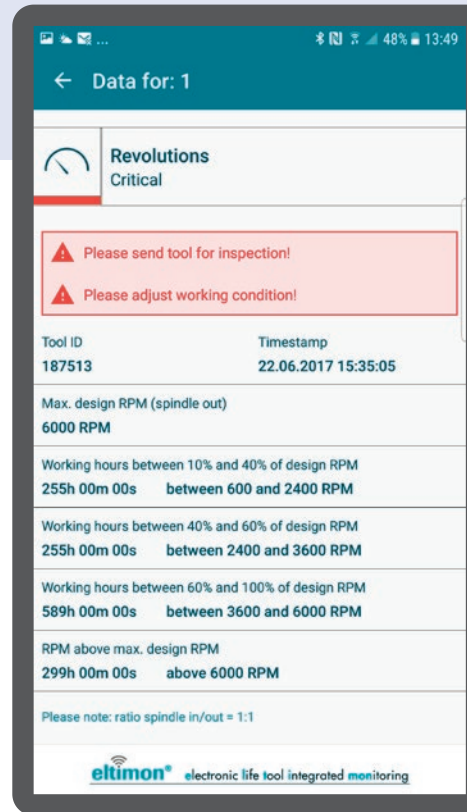 ... 48% 13:49
Data for: 1
Revolutions
Critical
Please send tool for inspection!
Please adjust working condition!
Tool ID Timestamp
187513 22.06.2017 15:35:05
Max. design RPM (spindle out)
6000 RPM
Working hours between 10% and 40% of design RPM
255h 00m 00s between 600 and 2400 RPM
Working hours between 40% and 60% of design RPM
255h 00m 00s between 2400 and 3600 RPM
Working hours between 60% and 100% of design RPM
589h 00m 00s between 3600 and 6000 RPM
RPM above max. design RPM
299h 00m 00s above 6000 RPM
Please note: ratio spindle in/out = 1:1
eltimon® electronic life tool integrated monitoring